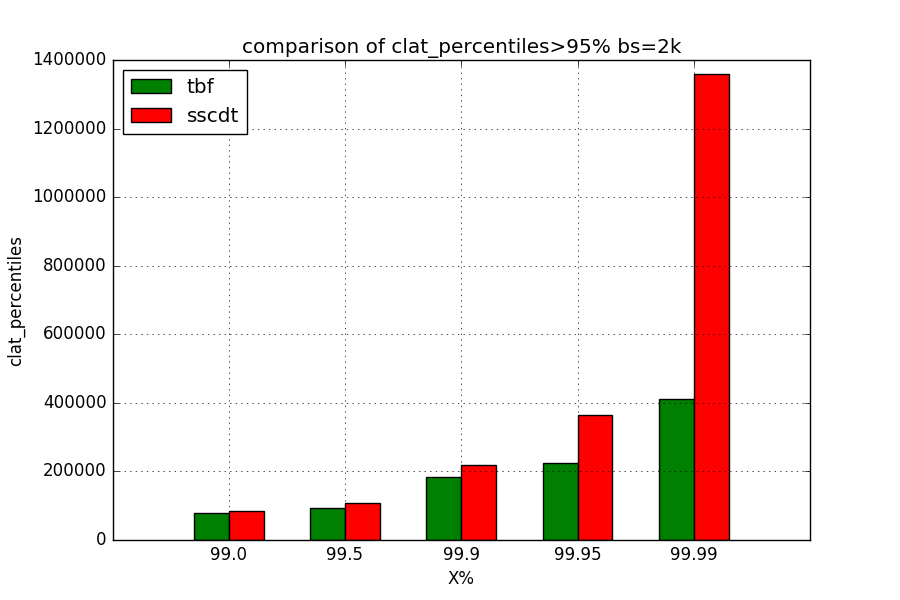 comparison of clat_percentiles>95% bs=2k
1400000
1200000
1000000
800000
600000
400000
200000
0
clat_percentiles
tbf
sscdt
99.0 99.5 99.9 99.95 99.99
X%